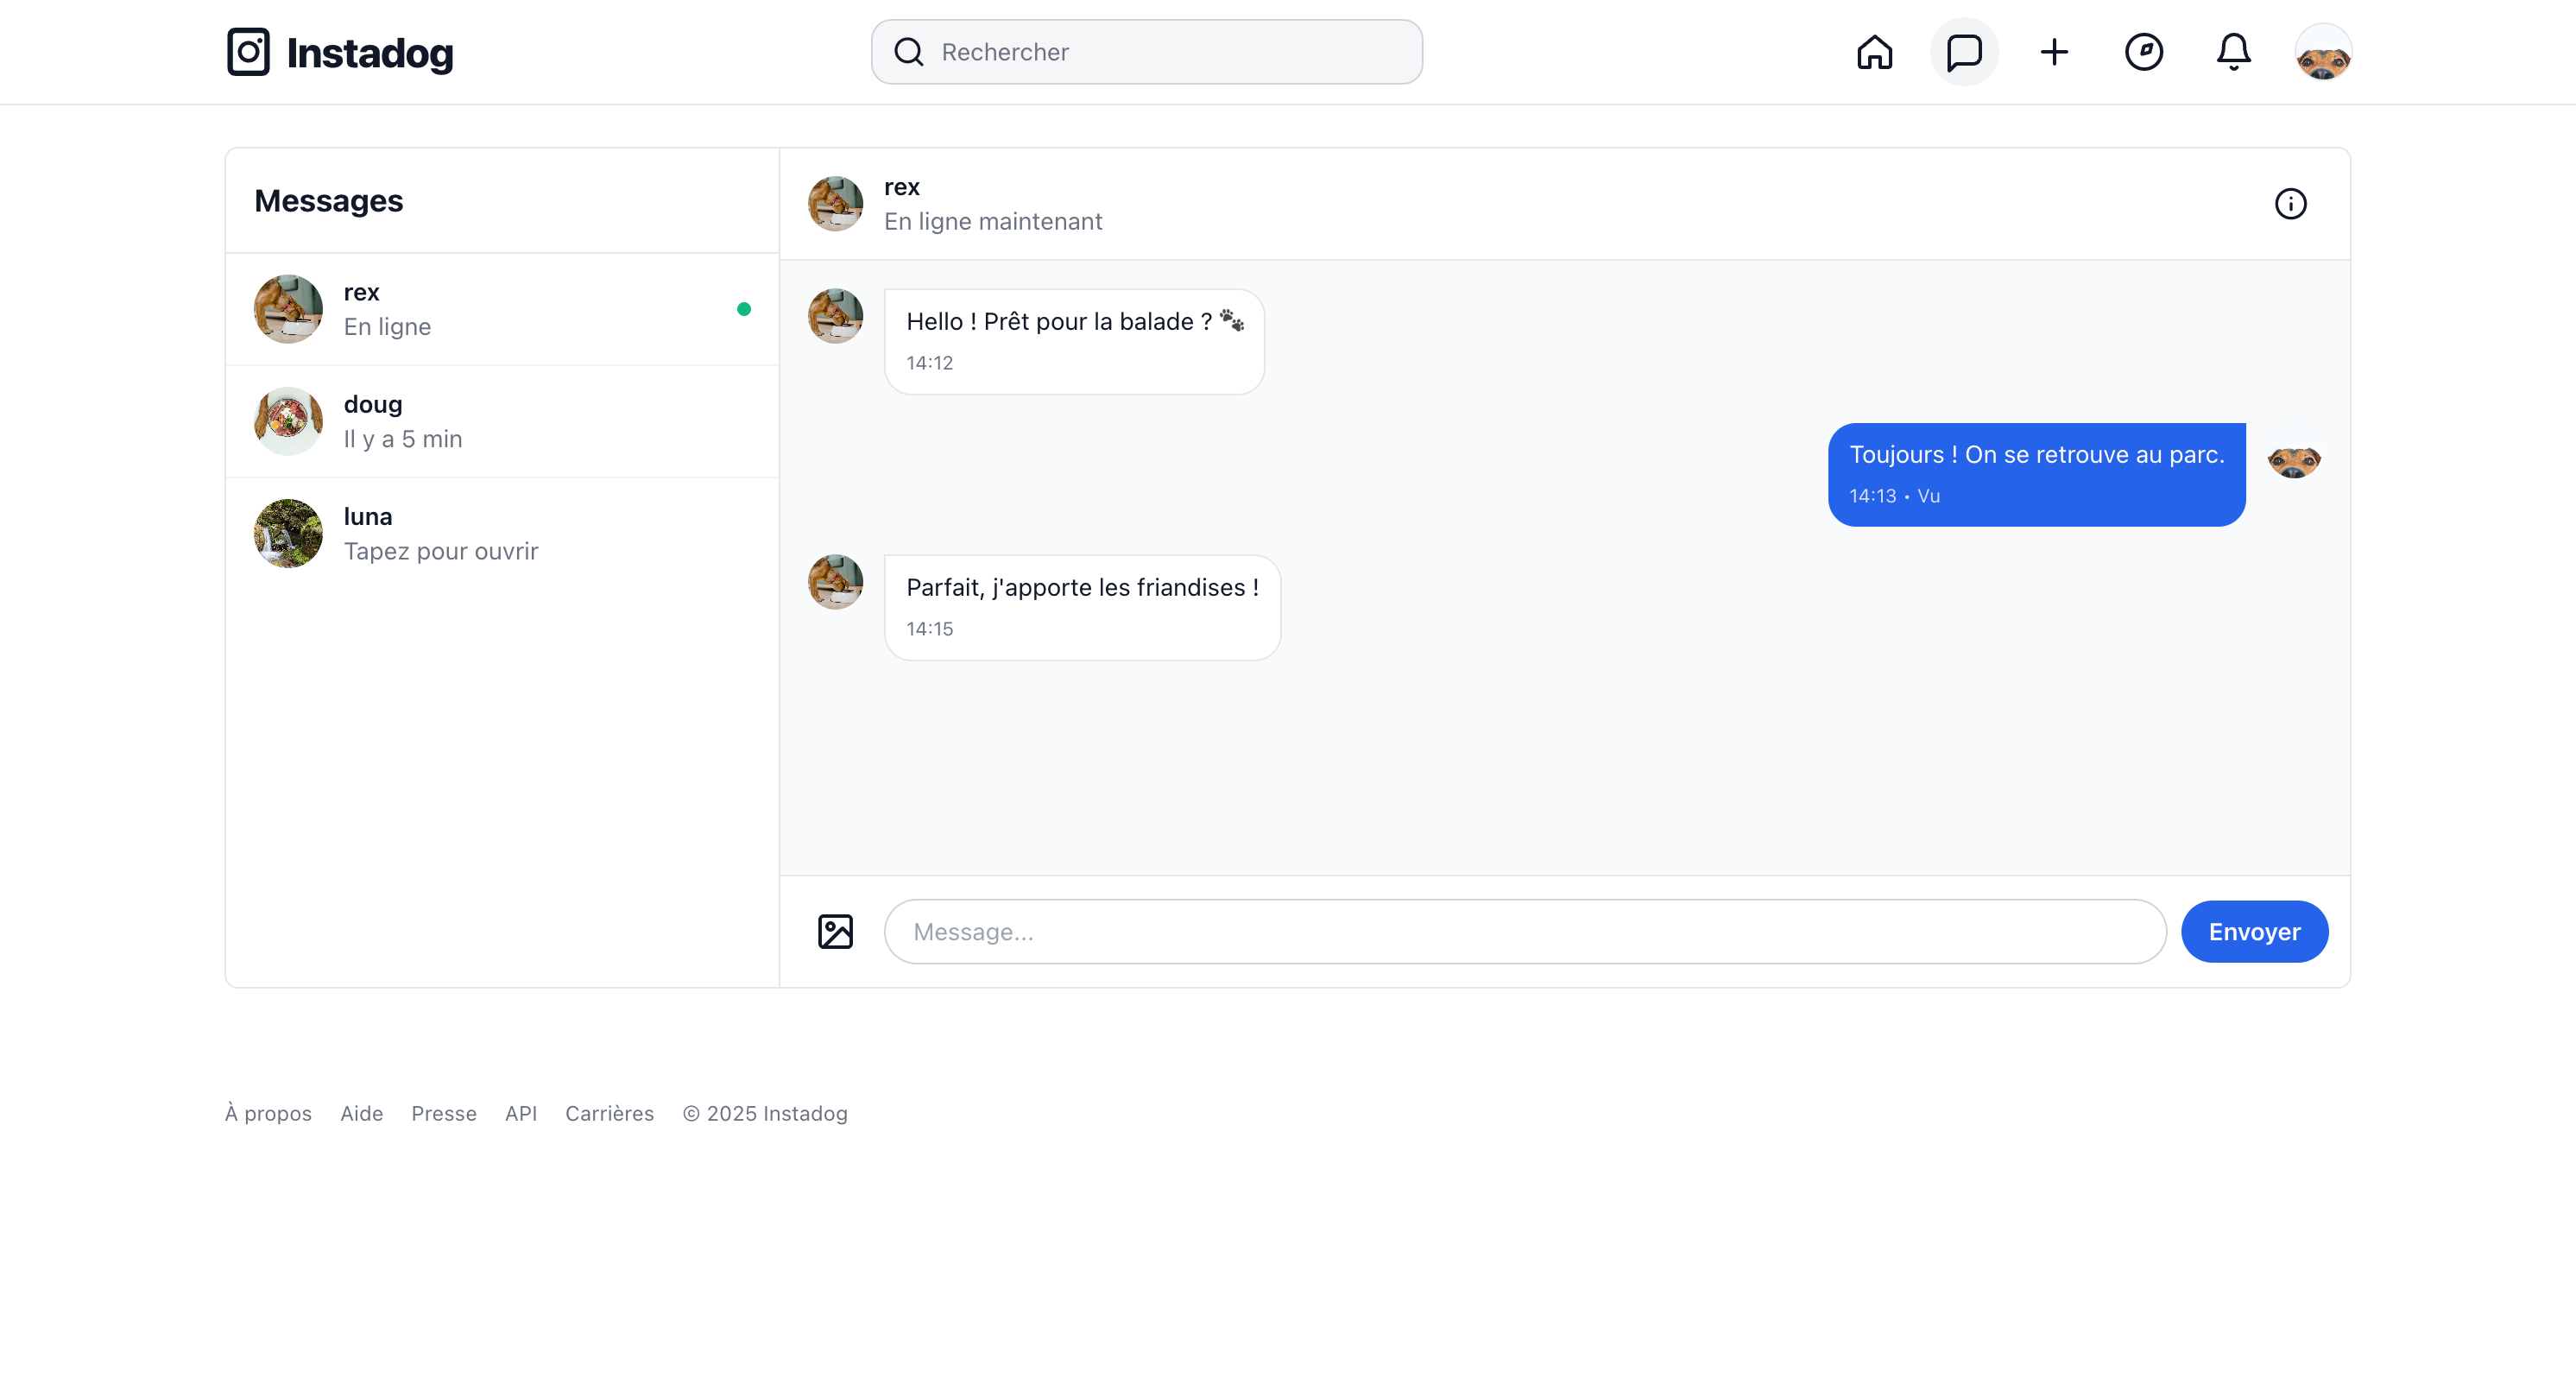 Instadog
Rechercher
Messages
rex
En ligne
doug
Il y a 5 min
luna
Tapez pour ouvrir
rex
En ligne maintenant
Hello ! Prêt pour la balade ? 🐾
14:12
Toujours ! On se retrouve au parc.
14:13 • Vu
Parfait, j'apporte les friandises !
14:15
Message...
Envoyer
À propos Aide Presse API Carrières © 2025 Instadog